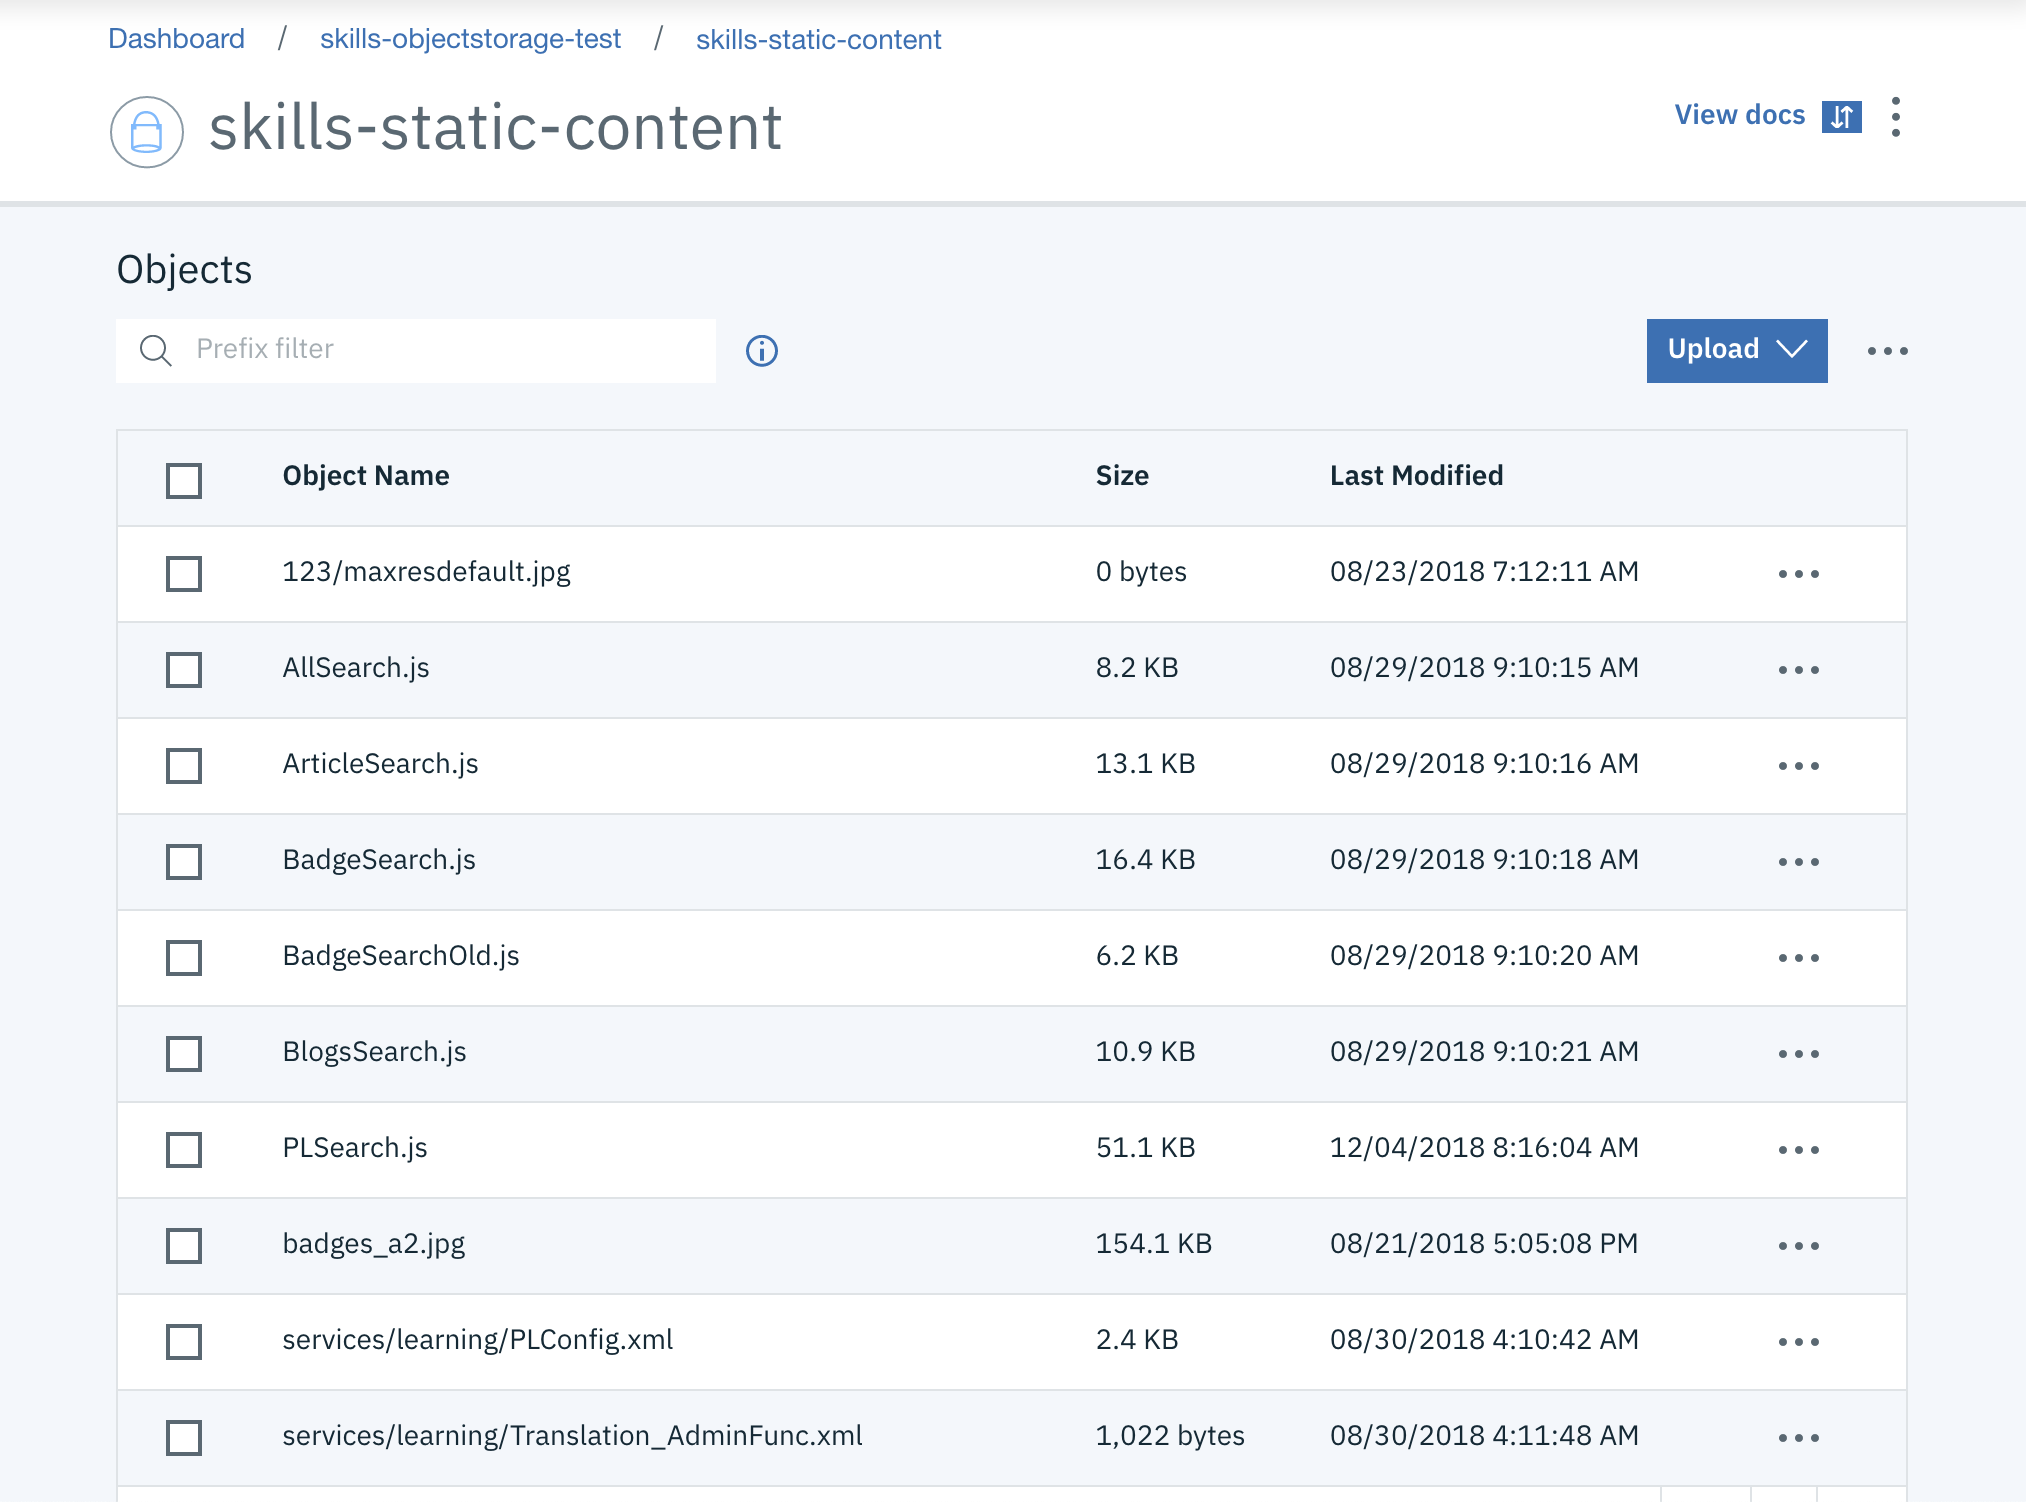 Dashboard / skills-objectstorage-test / skills-static-content
skills-static-content
View docs
Objects
Prefix filter
Upload
Object Name Size Last Modified
123/maxresdefault.jpg 0 bytes 08/23/2018 7:12:11 AM
AllSearch.js 8.2 KB 08/29/2018 9:10:15 AM
ArticleSearch.js 13.1 KB 08/29/2018 9:10:16 AM
BadgeSearch.js 16.4 KB 08/29/2018 9:10:18 AM
BadgeSearchOld.js 6.2 KB 08/29/2018 9:10:20 AM
BlogsSearch.js 10.9 KB 08/29/2018 9:10:21 AM
PLSearch.js 51.1 KB 12/04/2018 8:16:04 AM
badges_a2.jpg 154.1 KB 08/21/2018 5:05:08 PM
services/learning/PLConfig.xml 2.4 KB 08/30/2018 4:10:42 AM
services/learning/Translation_AdminFunc.xml 1,022 bytes 08/30/2018 4:11:48 AM